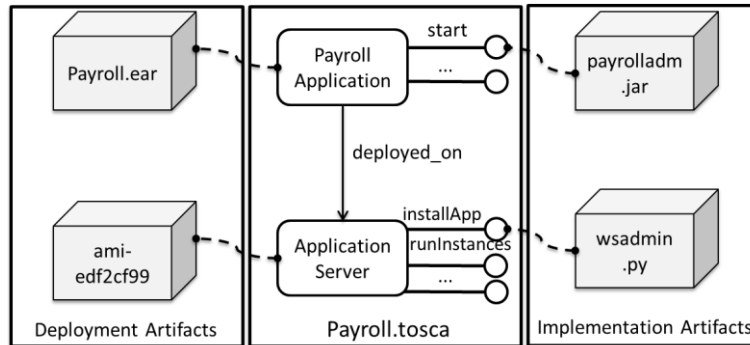 Payroll.ear
ami-
edf2cf99
Deployment Artifacts
Payroll
Application
start
...
deployed_on
Application
Server
installApp
runInstances
...
Payroll.tosca
payrolladm
.jar
wsadmin
.py
Implementation Artifacts